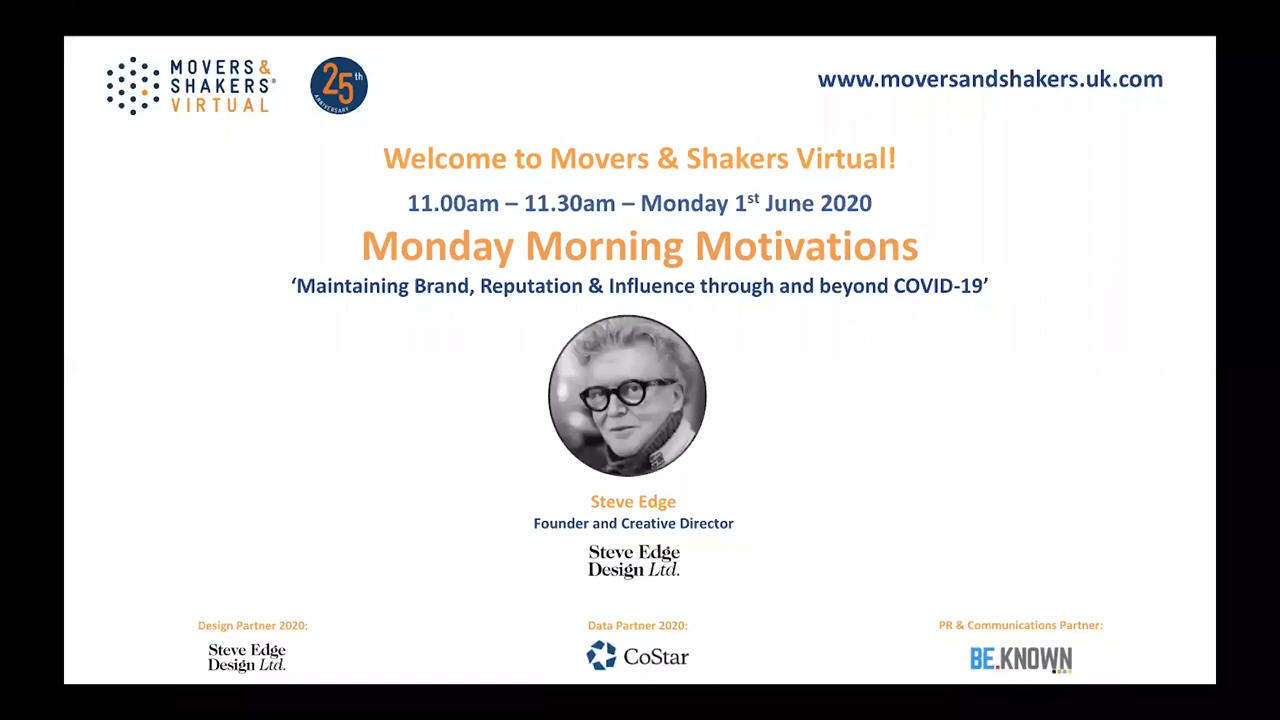 MOVERS &
SHAKERS®
VIRTUAL
25th
ANNIVERSARY
www.moversandshakers.uk.com
Welcome to Movers & Shakers Virtual!
11.00am – 11.30am – Monday 1st June 2020
Monday Morning Motivations
‘Maintaining Brand, Reputation & Influence through and beyond COVID-19’
Steve Edge
Founder and Creative Director
Steve Edge
Design Ltd.
Design Partner 2020:
Steve Edge
Design Ltd.
Data Partner 2020:
CoStar
PR & Communications Partner:
BE.KNOWN